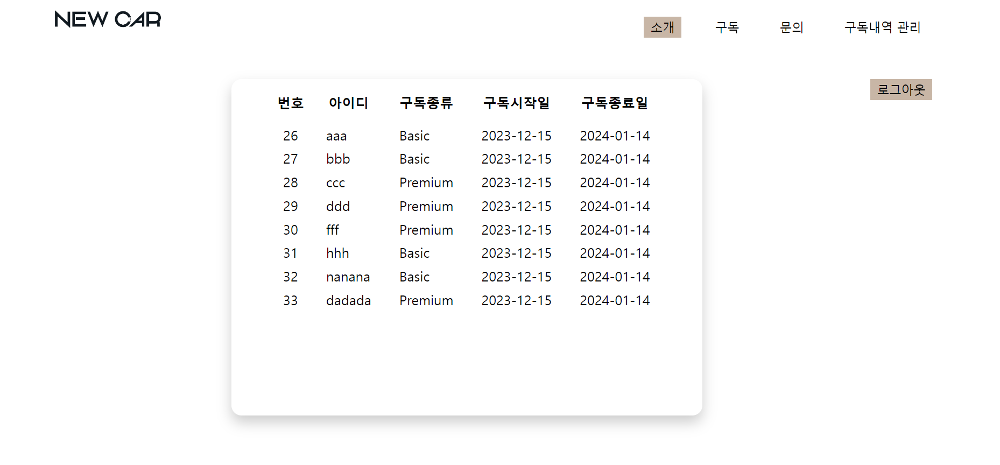 NEW CAR
소개 구독 문의 구독내역 관리
로그아웃
번호 아이디 구독종류 구독시작일 구독종료일
26 aaa Basic 2023-12-15 2024-01-14
27 bbb Basic 2023-12-15 2024-01-14
28 ccc Premium 2023-12-15 2024-01-14
29 ddd Premium 2023-12-15 2024-01-14
30 fff Premium 2023-12-15 2024-01-14
31 hhh Basic 2023-12-15 2024-01-14
32 nanana Basic 2023-12-15 2024-01-14
33 dadada Premium 2023-12-15 2024-01-14